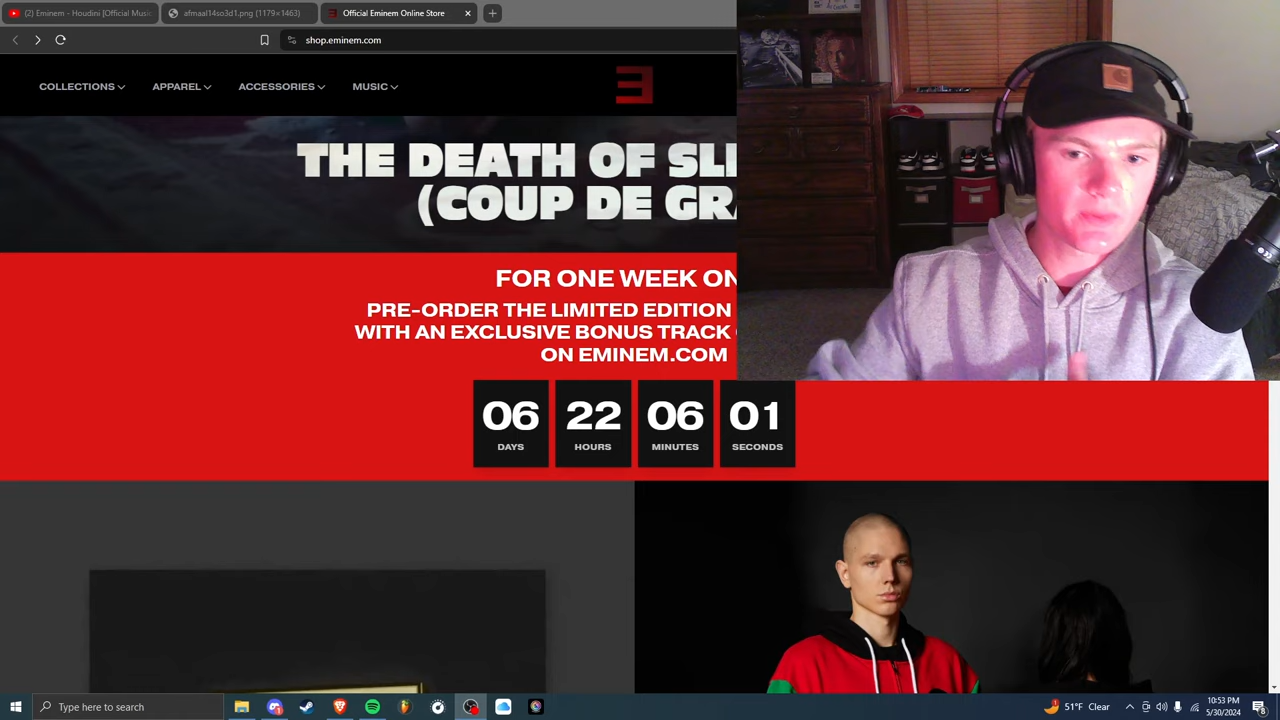 (2) Eminem - Houdini [Official Music
afmaal14so3d1.png (1179×1463)
Official Eminem Online Store
shop.eminem.com
COLLECTIONS
APPAREL
ACCESSORIES
MUSIC
THE DEATH OF SLI
(COUP DE GRA
FOR ONE WEEK ON
PRE-ORDER THE LIMITED EDITION
WITH AN EXCLUSIVE BONUS TRACK
ON EMINEM.COM
06 22 06 01
DAYS HOURS MINUTES SECONDS
Type here to search
51°F Clear
10:53 PM
5/30/2024
8